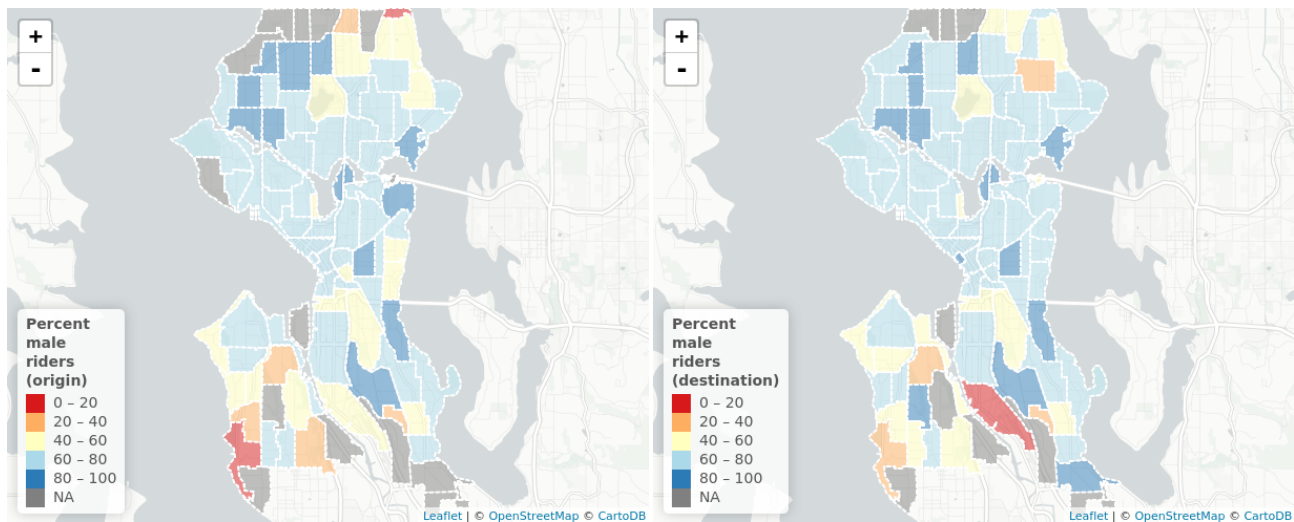 +
-
Percent
male
riders
(origin)
0 – 20
20 – 40
40 – 60
60 – 80
80 – 100
NA
Leaflet | © OpenStreetMap © CartoDB
+
-
Percent
male
riders
(destination)
0 – 20
20 – 40
40 – 60
60 – 80
80 – 100
NA
Leaflet | © OpenStreetMap © CartoDB